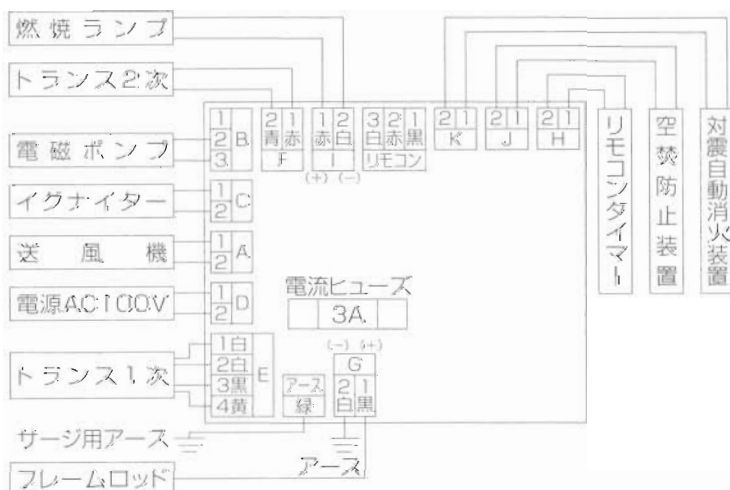 燃焼ランプ
トランス2次
電磁ポンプ
イグナイター
送風機
電源AC100V
トランス1次
サージ用アース
フレームロッド
1 2 3 B
1 2 C
1 2 A
1 2 D
1白 2白 3黒 4黄 E
2青 1赤 F
1赤 2白 I
(+) (-)
3白 2赤 1黒 リモコン
2 1 K
2 1 J
2 1 H
電流ヒューズ
3A
アース 緑
(-) (+)
G
2白 1黒
アース
リモコンタイマー
空焚防止装置
対震自動消火装置